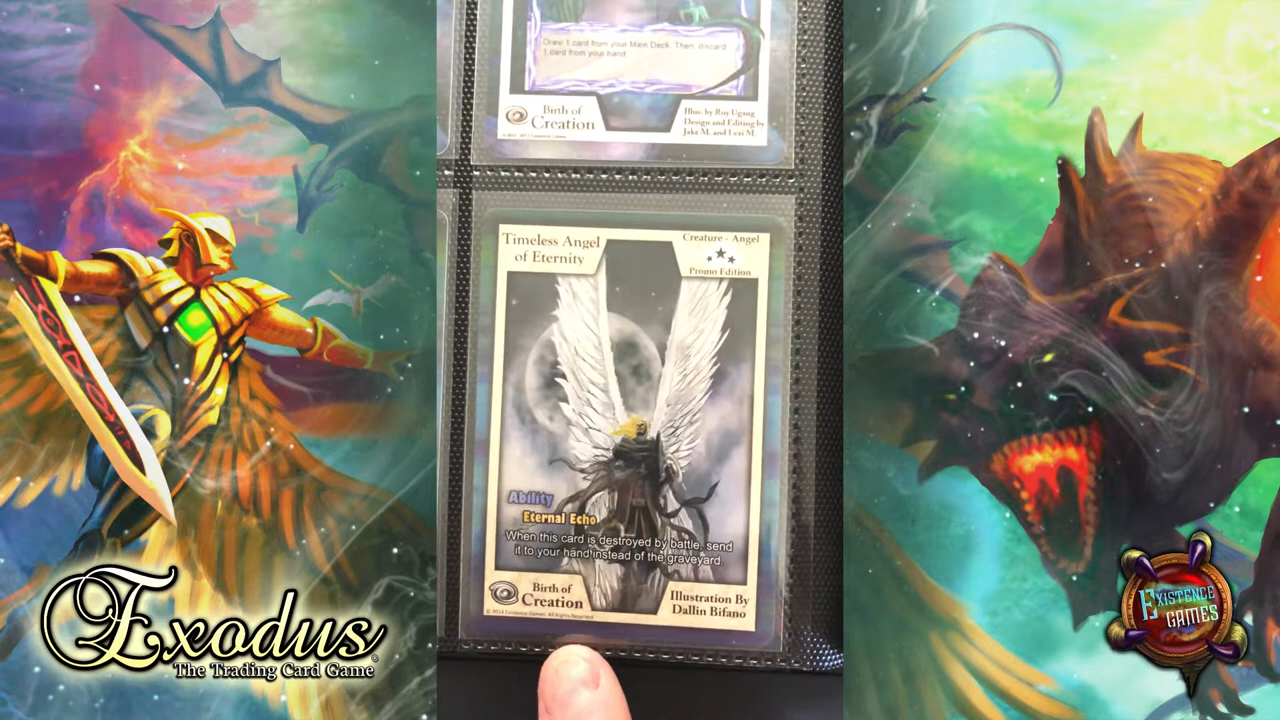 Draw 1 card from your Main Deck. Then, discard
1 card from your hand.
Birth of
Creation
Illus. by Roy Ugang
Design and Editing by
Jake M. and Lexi M.
Timeless Angel
of Eternity
Creature - Angel
Promo Edition
Ability
Eternal Echo
When this card is destroyed by battle, send
it to your hand instead of the graveyard.
Birth of
Creation
Illustration By
Dallin Bifano
© 2014 Existence Games. All Rights Reserved.
Exodus
The Trading Card Game
Existence
Games